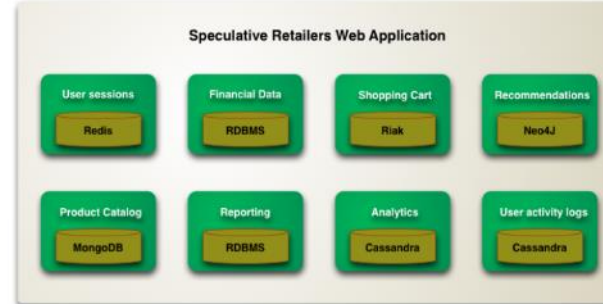 Speculative Retailers Web Application
User sessions
Redis
Financial Data
RDBMS
Shopping Cart
Riak
Recommendations
Neo4J
Product Catalog
MongoDB
Reporting
RDBMS
Analytics
Cassandra
User activity logs
Cassandra